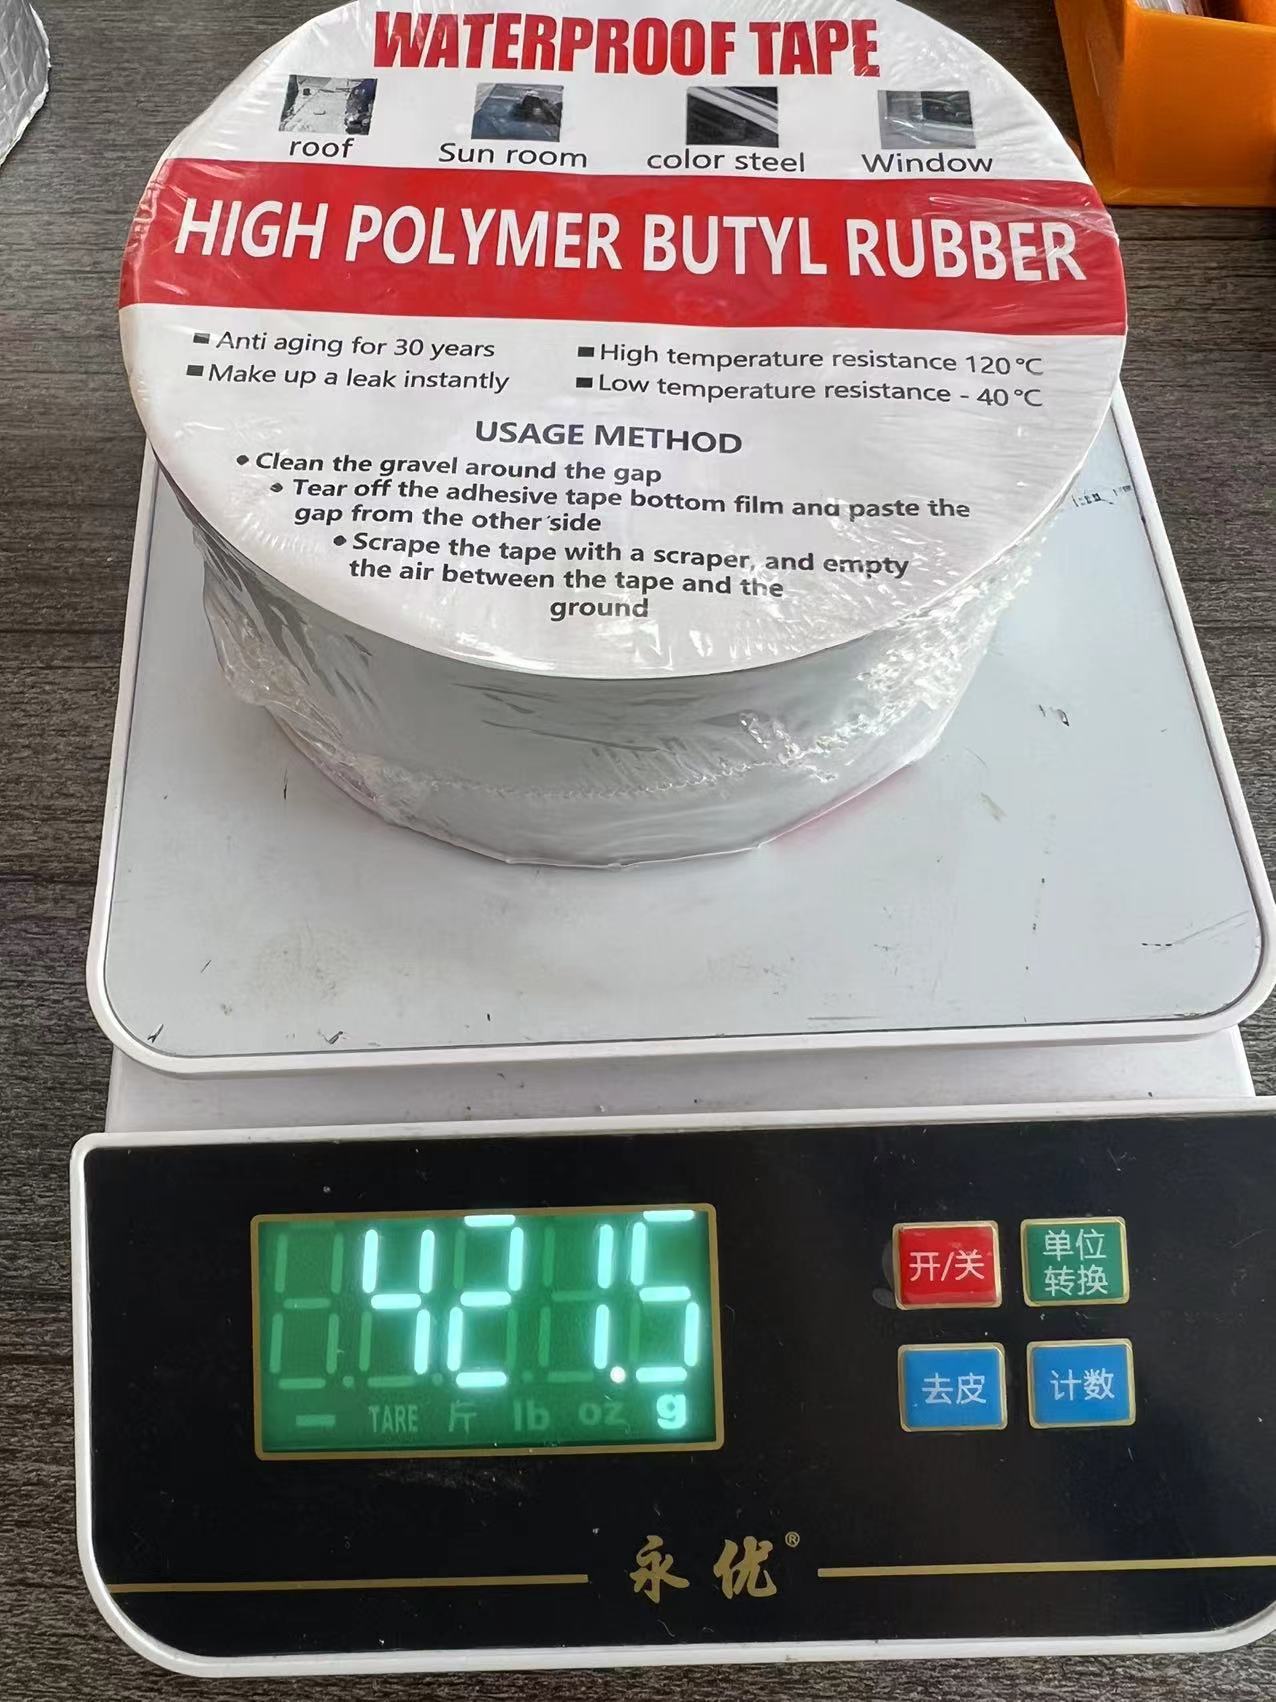 WATERPROOF TAPE
roof Sun room color steel Window
HIGH POLYMER BUTYL RUBBER
■ Anti aging for 30 years
■ Make up a leak instantly
■ High temperature resistance 120°C
■ Low temperature resistance - 40°C
USAGE METHOD
• Clean the gravel around the gap
• Tear off the adhesive tape bottom film and paste the
gap from the other side
• Scrape the tape with a scraper, and empty
the air between the tape and the
ground
421.5
TARE 斤 lb oz g
开/关
单位
转换
去皮
计数
永优®